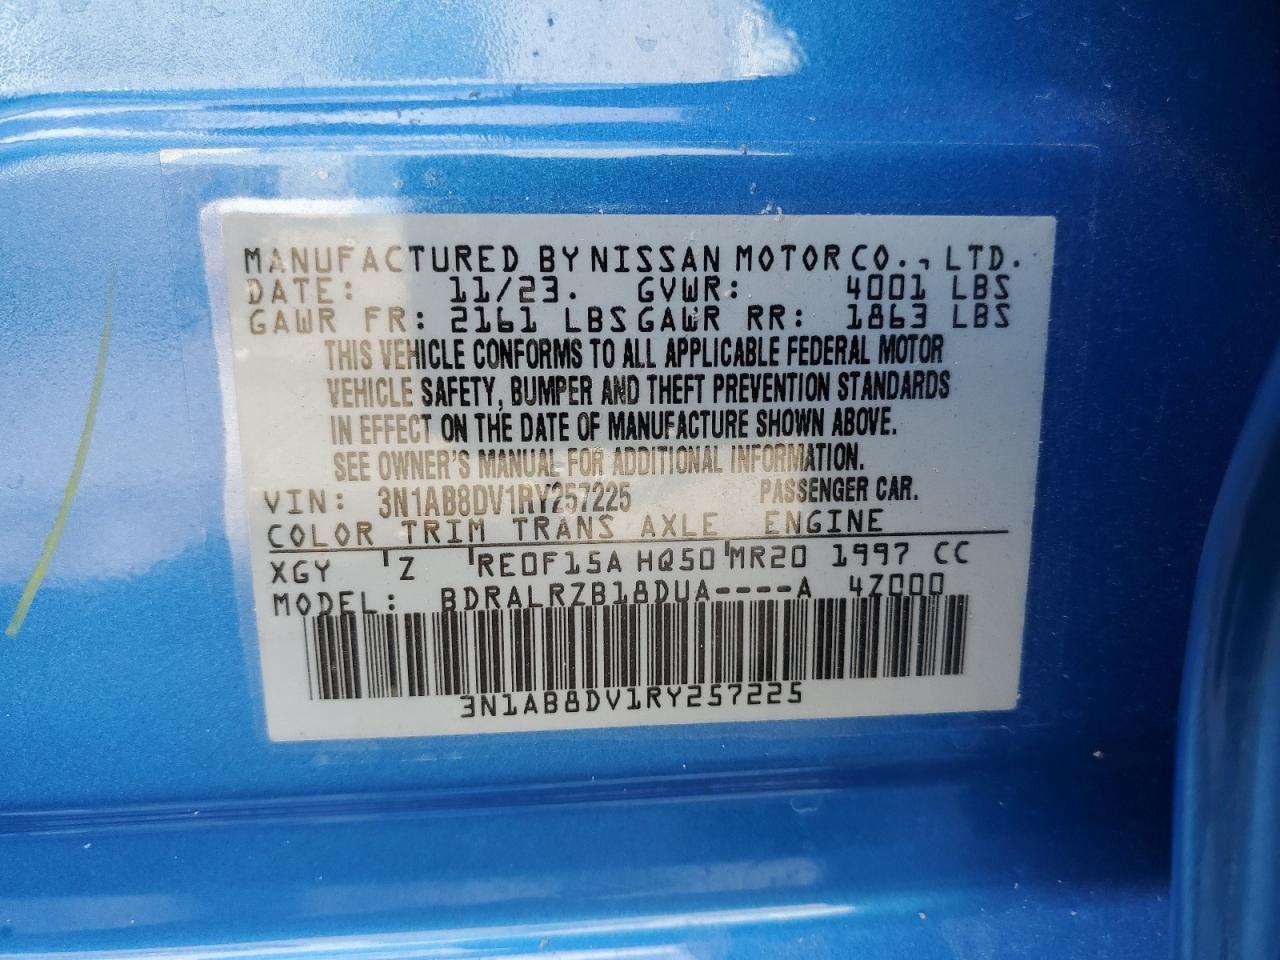 MANUFACTURED BY NISSAN MOTOR CO., LTD.
DATE: 11/23. GVWR: 4001 LBS
GAWR FR: 2161 LBS GAWR RR: 1863 LBS
THIS VEHICLE CONFORMS TO ALL APPLICABLE FEDERAL MOTOR
VEHICLE SAFETY, BUMPER AND THEFT PREVENTION STANDARDS
IN EFFECT ON THE DATE OF MANUFACTURE SHOWN ABOVE.
SEE OWNER'S MANUAL FOR ADDITIONAL INFORMATION.
VIN: 3N1AB8DV1RY257225 PASSENGER CAR.
COLOR TRIM TRANS AXLE ENGINE
XGY 'Z 'RE0F15A HQ50'MR20 1997 CC
MODEL: BDRALRZB18DUA----A 4Z000
3N1AB8DV1RY257225